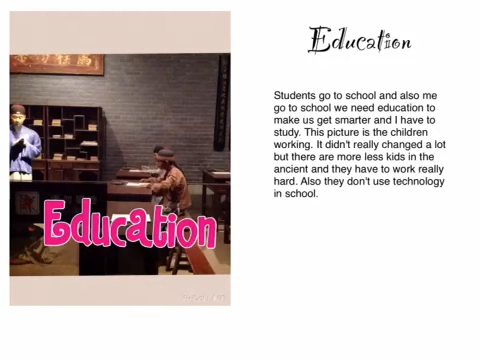 Education
Students go to school and also me
go to school we need education to
make us get smarter and I have to
study. This picture is the children
working. It didn't really changed a lot
but there are more less kids in the
ancient and they have to work really
hard. Also they don't use technology
in school.
Education